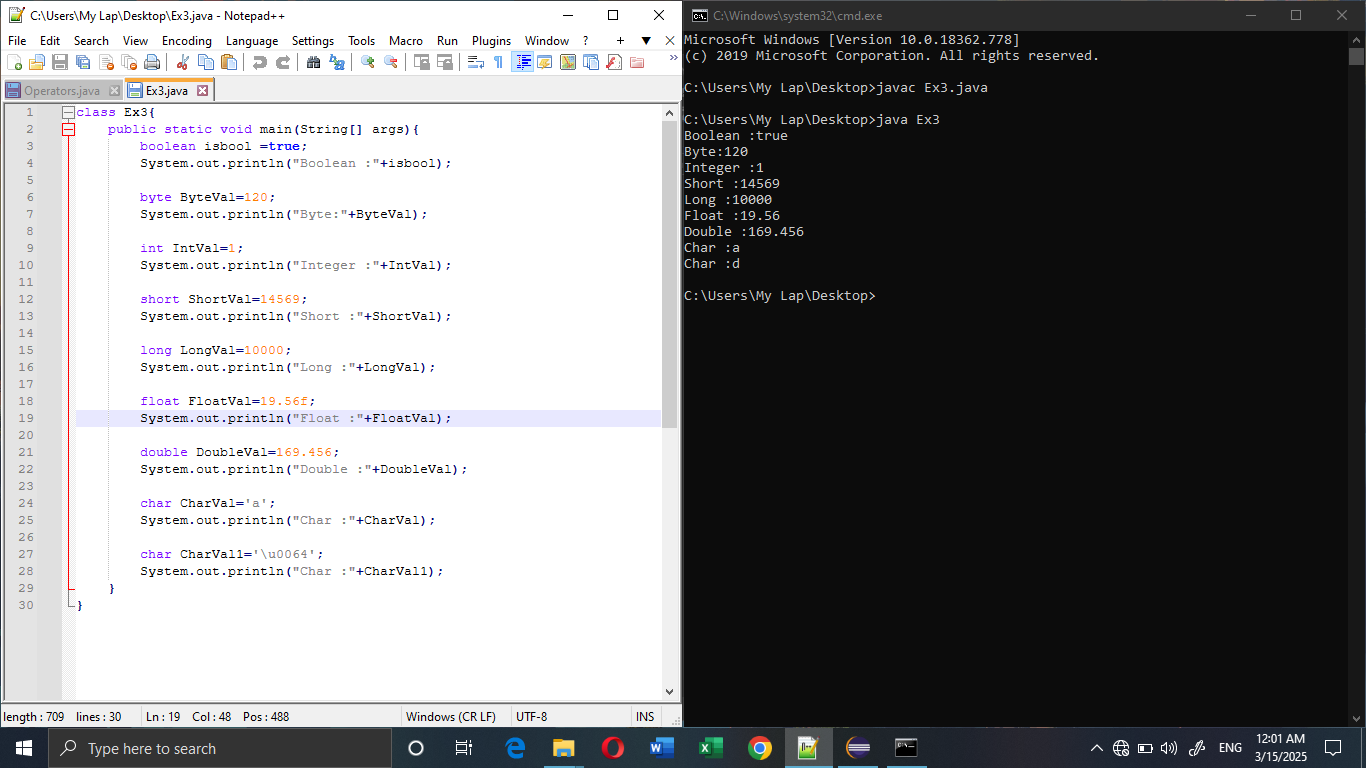 C:\Users\My Lap\Desktop\Ex3.java - Notepad++
File Edit Search View Encoding Language Settings Tools Macro Run Plugins Window ? + ▼ X
Operators.java Ex3.java
1 class Ex3{
2 public static void main(String[] args){
3 boolean isbool =true;
4 System.out.println("Boolean :"+isbool);
5
6 byte ByteVal=120;
7 System.out.println("Byte:"+ByteVal);
8
9 int IntVal=1;
10 System.out.println("Integer :"+IntVal);
11
12 short ShortVal=14569;
13 System.out.println("Short :"+ShortVal);
14
15 long LongVal=10000;
16 System.out.println("Long :"+LongVal);
17
18 float FloatVal=19.56f;
19 System.out.println("Float :"+FloatVal);
20
21 double DoubleVal=169.456;
22 System.out.println("Double :"+DoubleVal);
23
24 char CharVal='a';
25 System.out.println("Char :"+CharVal);
26
27 char CharVal1='\u0064';
28 System.out.println("Char :"+CharVal1);
29 }
30 }
length : 709 lines : 30 Ln : 19 Col : 48 Pos : 488 Windows (CR LF) UTF-8 INS
C:\Windows\system32\cmd.exe
Microsoft Windows [Version 10.0.18362.778]
(c) 2019 Microsoft Corporation. All rights reserved.
C:\Users\My Lap\Desktop>javac Ex3.java
C:\Users\My Lap\Desktop>java Ex3
Boolean :true
Byte:120
Integer :1
Short :14569
Long :10000
Float :19.56
Double :169.456
Char :a
Char :d
C:\Users\My Lap\Desktop>
Type here to search
ENG
12:01 AM
3/15/2025